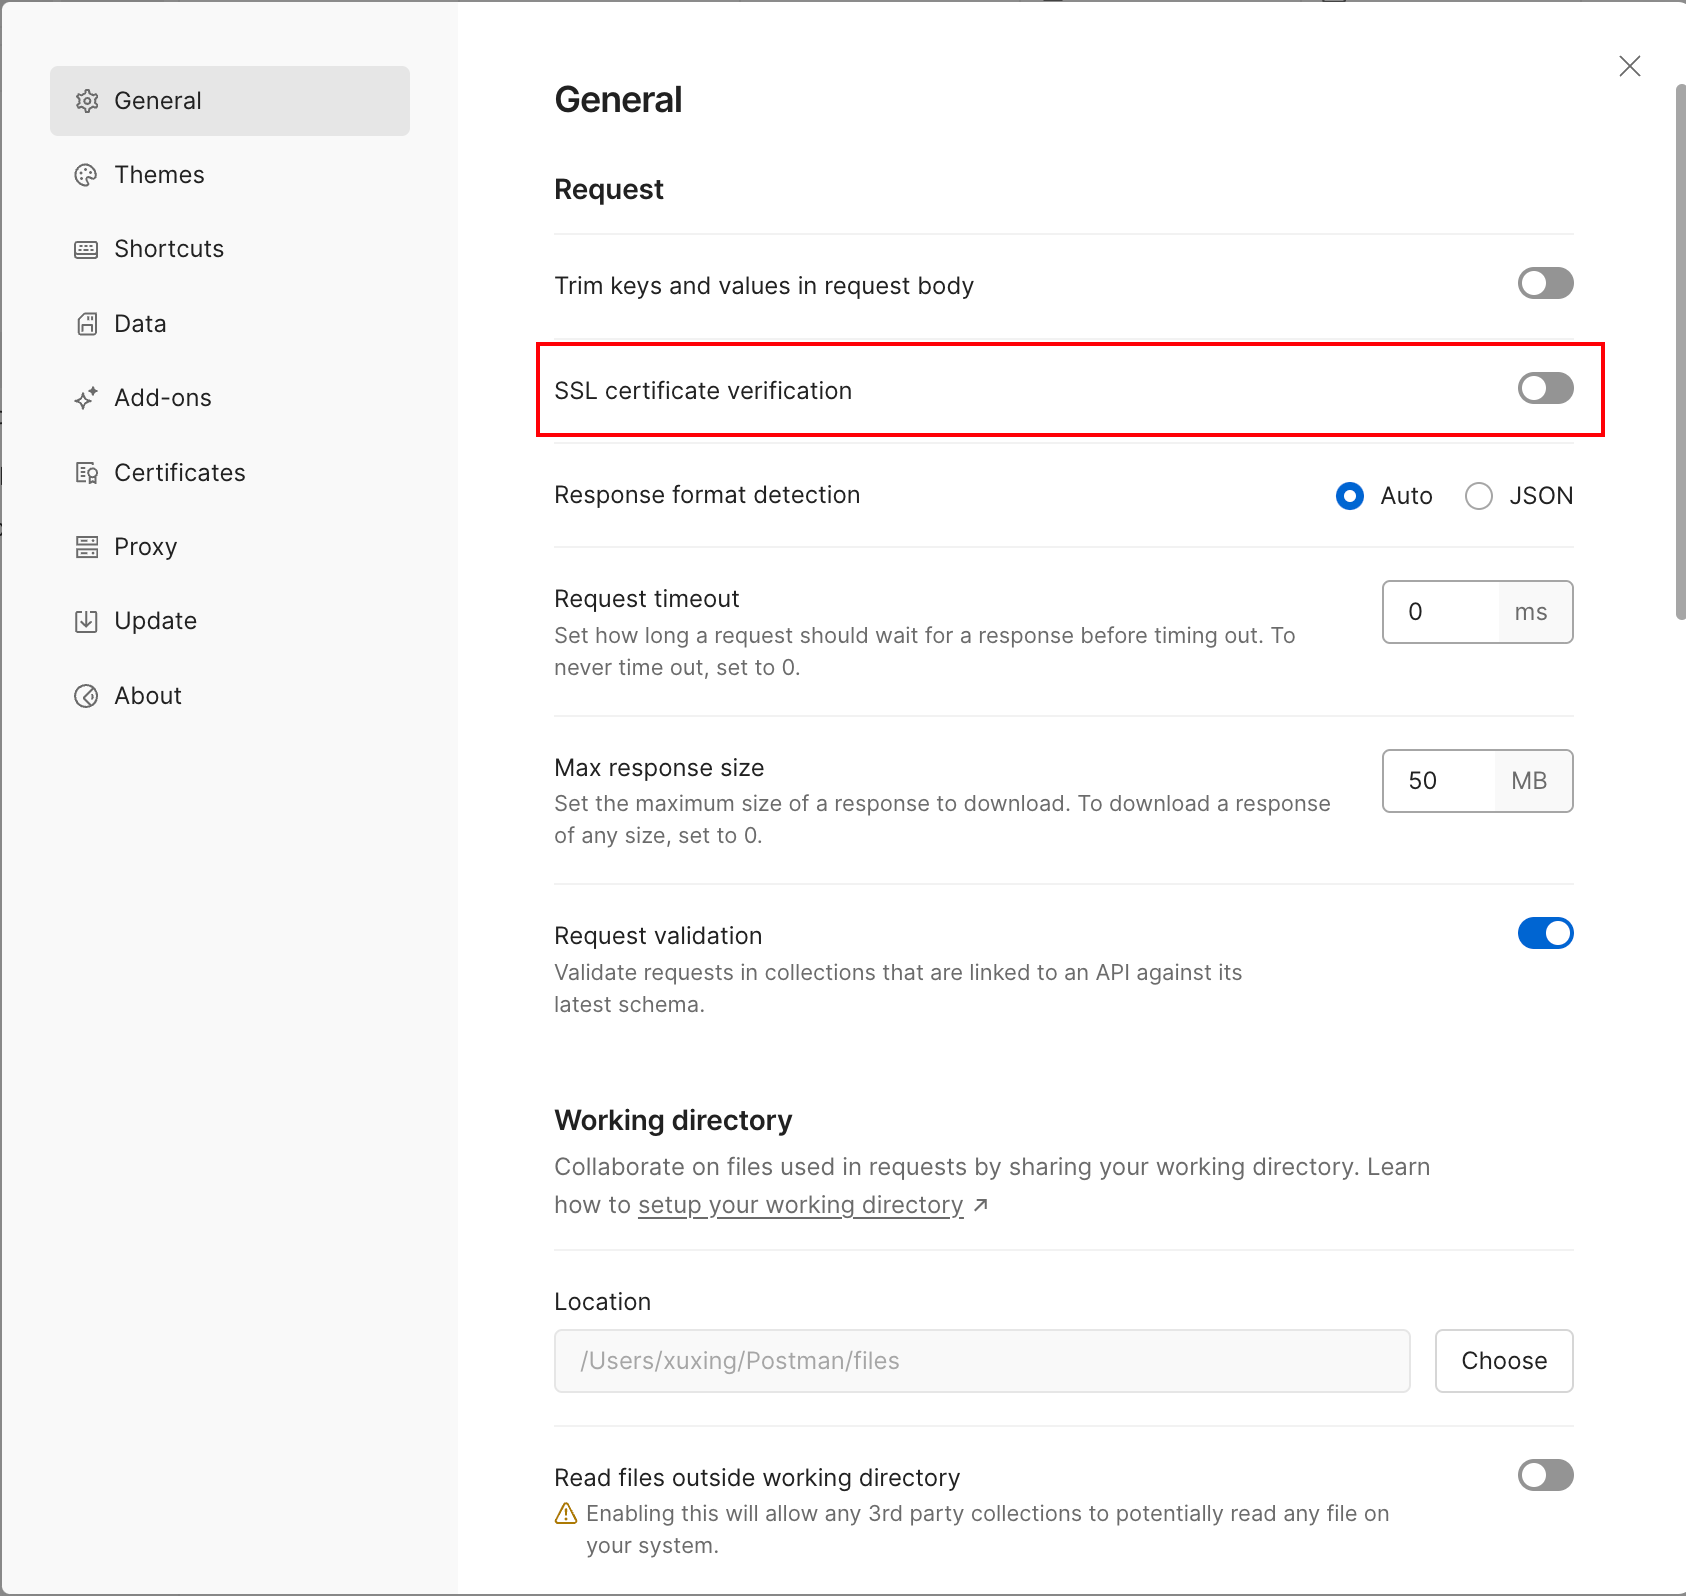 General
Themes
Shortcuts
Data
Add-ons
Certificates
Proxy
Update
About
General
Request
Trim keys and values in request body
SSL certificate verification
Response format detection
Auto
JSON
Request timeout
Set how long a request should wait for a response before timing out. To
never time out, set to 0.
0 ms
Max response size
Set the maximum size of a response to download. To download a response
of any size, set to 0.
50 MB
Request validation
Validate requests in collections that are linked to an API against its
latest schema.
Working directory
Collaborate on files used in requests by sharing your working directory. Learn
how to setup your working directory ↗
Location
/Users/xuxing/Postman/files
Choose
Read files outside working directory
Enabling this will allow any 3rd party collections to potentially read any file on
your system.